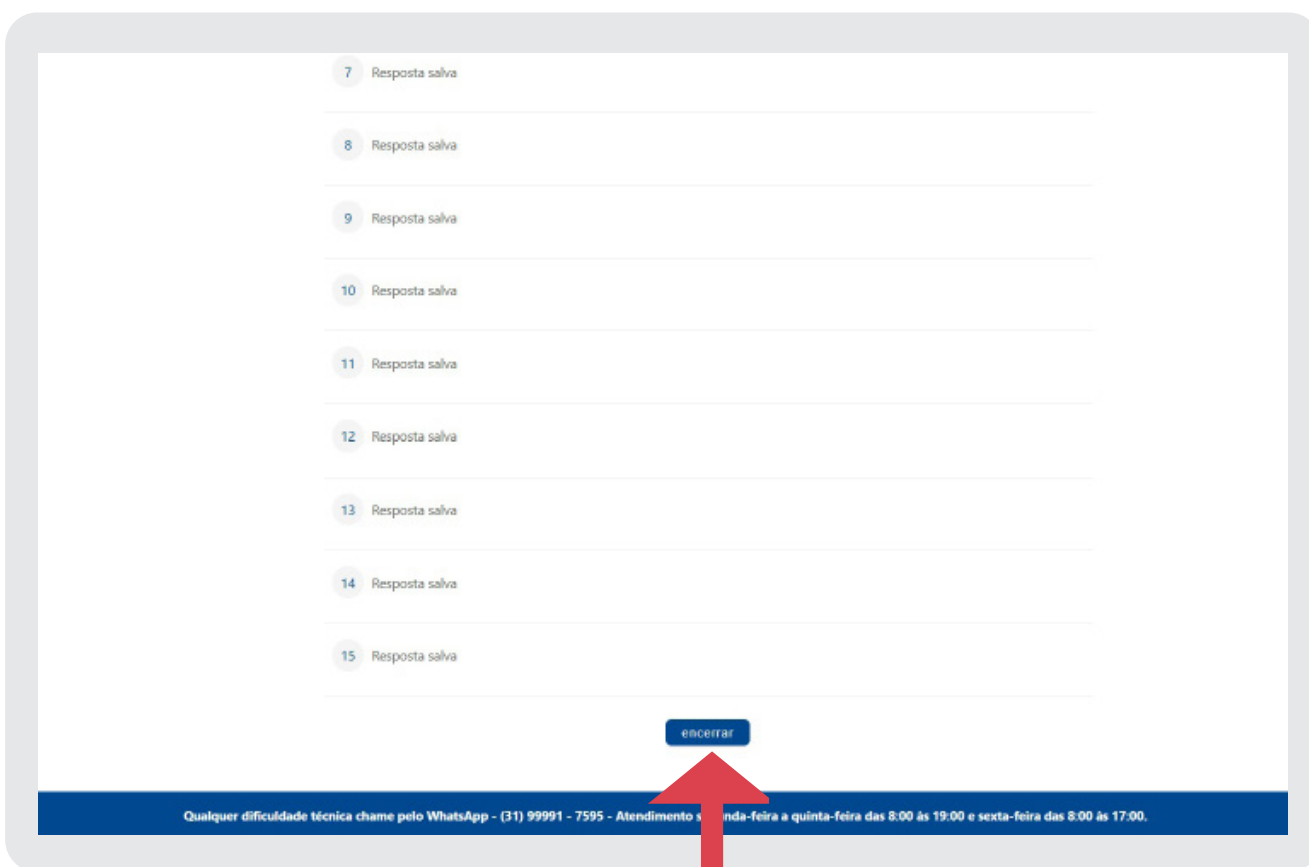 7 Resposta salva
8 Resposta salva
9 Resposta salva
10 Resposta salva
11 Resposta salva
12 Resposta salva
13 Resposta salva
14 Resposta salva
15 Resposta salva
encerrar
Qualquer dificuldade técnica chame pelo WhatsApp - (31) 99991 - 7595 - Atendimento s nda-feira a quinta-feira das 8:00 às 19:00 e sexta-feira das 8:00 às 17:00.